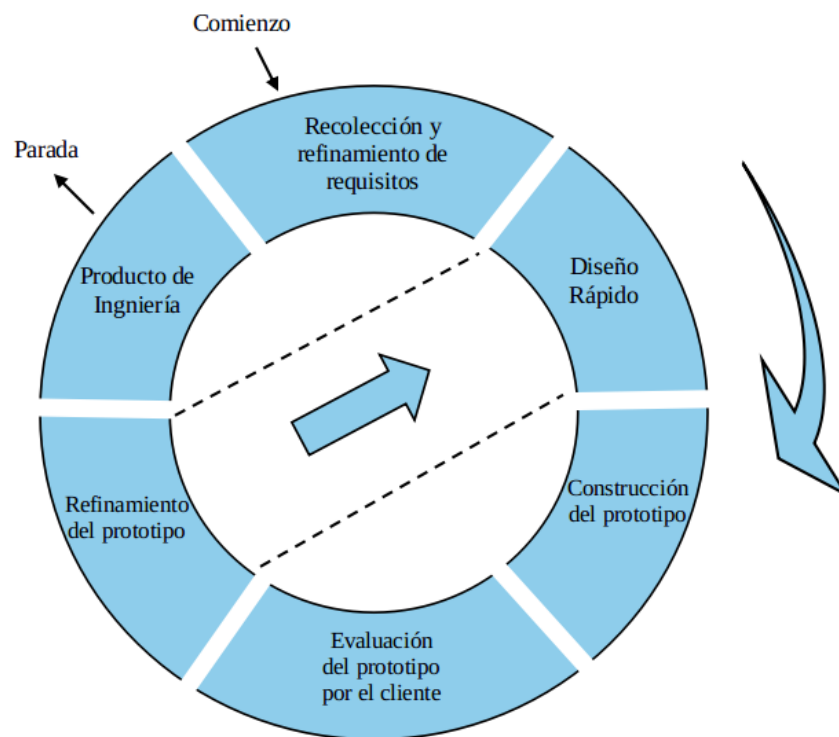 Comienzo
Recolección y
refinamiento de
requisitos
Parada
Diseño
Rápido
Producto de
Ingniería
Construcción
del prototipo
Refinamiento
del prototipo
Evaluación
del prototipo
por el cliente